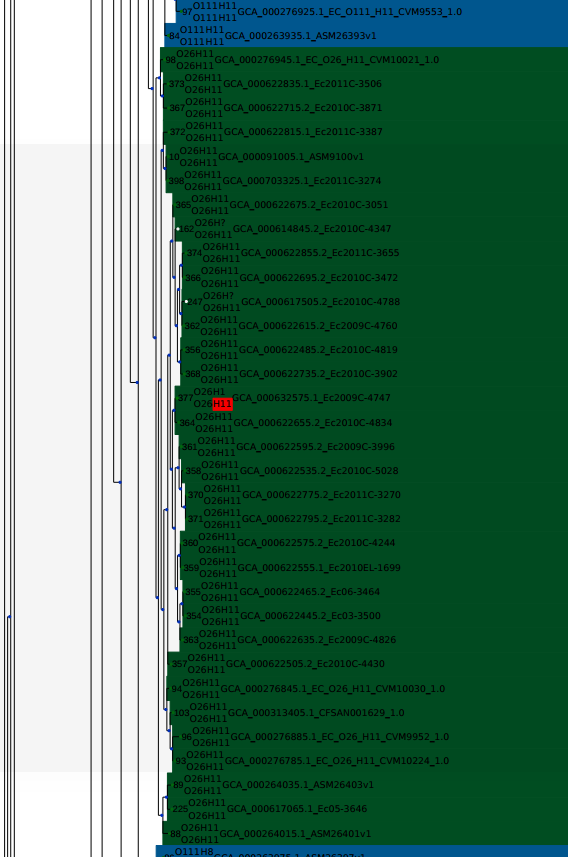 O111H11
97 GCA_000276925.1_EC_O111_H11_CVM9553_1.0
O111H11
O111H11
84 GCA_000263935.1_ASM26393v1
O111H11
O26H11
98 GCA_000276945.1_EC_O26_H11_CVM10021_1.0
O26H11
O26H11
373 GCA_000622835.1_Ec2011C-3506
O26H11
O26H11
367 GCA_000622715.2_Ec2010C-3871
O26H11
O26H11
372 GCA_000622815.1_Ec2011C-3387
O26H11
O26H11
10 GCA_000091005.1_ASM9100v1
O26H11
O26H11
398 GCA_000703325.1_Ec2011C-3274
O26H11
O26H11
365 GCA_000622675.2_Ec2010C-3051
O26H11
O26H?
162 GCA_000614845.2_Ec2010C-4347
O26H11
O26H11
374 GCA_000622855.2_Ec2011C-3655
O26H11
O26H11
366 GCA_000622695.2_Ec2010C-3472
O26H11
O26H?
247 GCA_000617505.2_Ec2010C-4788
O26H11
O26H11
362 GCA_000622615.2_Ec2009C-4760
O26H11
O26H11
356 GCA_000622485.2_Ec2010C-4819
O26H11
O26H11
368 GCA_000622735.2_Ec2010C-3902
O26H11
O26H1
377 GCA_000632575.1_Ec2009C-4747
O26H11
O26H11
364 GCA_000622655.2_Ec2010C-4834
O26H11
O26H11
361 GCA_000622595.2_Ec2009C-3996
O26H11
O26H11
358 GCA_000622535.2_Ec2010C-5028
O26H11
O26H11
370 GCA_000622775.2_Ec2011C-3270
O26H11
O26H11
371 GCA_000622795.2_Ec2011C-3282
O26H11
O26H11
360 GCA_000622575.2_Ec2010C-4244
O26H11
O26H11
359 GCA_000622555.1_Ec2010EL-1699
O26H11
O26H11
355 GCA_000622465.2_Ec06-3464
O26H11
O26H11
354 GCA_000622445.2_Ec03-3500
O26H11
O26H11
363 GCA_000622635.2_Ec2009C-4826
O26H11
O26H11
357 GCA_000622505.2_Ec2010C-4430
O26H11
O26H11
94 GCA_000276845.1_EC_O26_H11_CVM10030_1.0
O26H11
O26H11
103 GCA_000313405.1_CFSAN001629_1.0
O26H11
O26H11
96 GCA_000276885.1_EC_O26_H11_CVM9952_1.0
O26H11
O26H11
93 GCA_000276785.1_EC_O26_H11_CVM10224_1.0
O26H11
O26H11
89 GCA_000264035.1_ASM26403v1
O26H11
O26H11
225 GCA_000617065.1_Ec05-3646
O26H11
O26H11
88 GCA_000264015.1_ASM26401v1
O26H11
O111H8